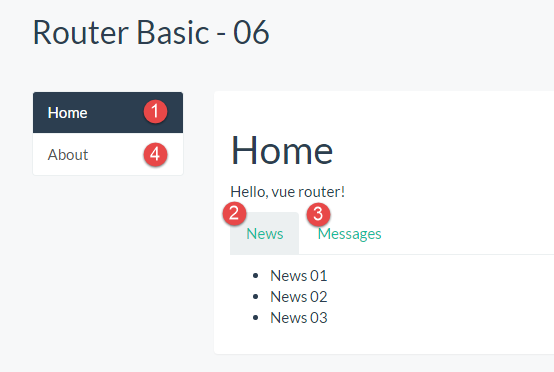 Router Basic - 06
Home 1
About 4
Home
Hello, vue router!
2 3
News Messages
News 01
News 02
News 03